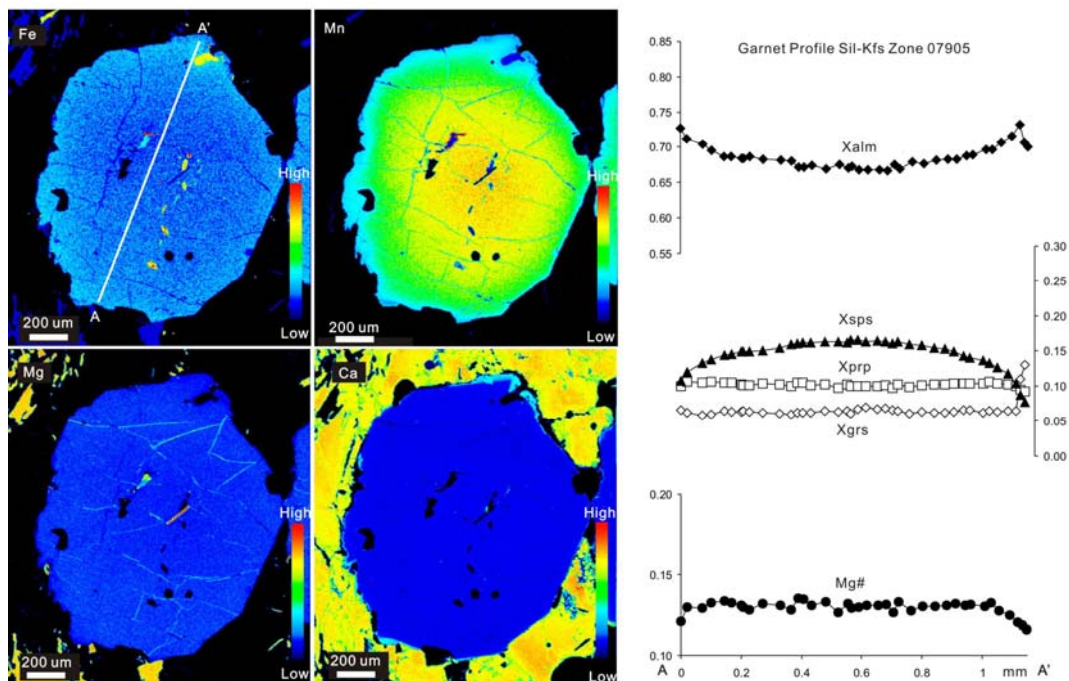 Fe
A'
A
High
Low
200 um
Mn
High
Low
200 um
Mg
High
Low
200 um
Ca
High
Low
200 um
Garnet Profile Sil-Kfs Zone 07905
0.85
0.80
0.75
0.70
0.65
0.60
0.55
Xalm
0.30
0.25
0.20
0.15
0.10
0.05
0.00
Xsps
Xprp
Xgrs
0.20
0.15
0.10
Mg#
A 0 0.2 0.4 0.6 0.8 1 mm A'